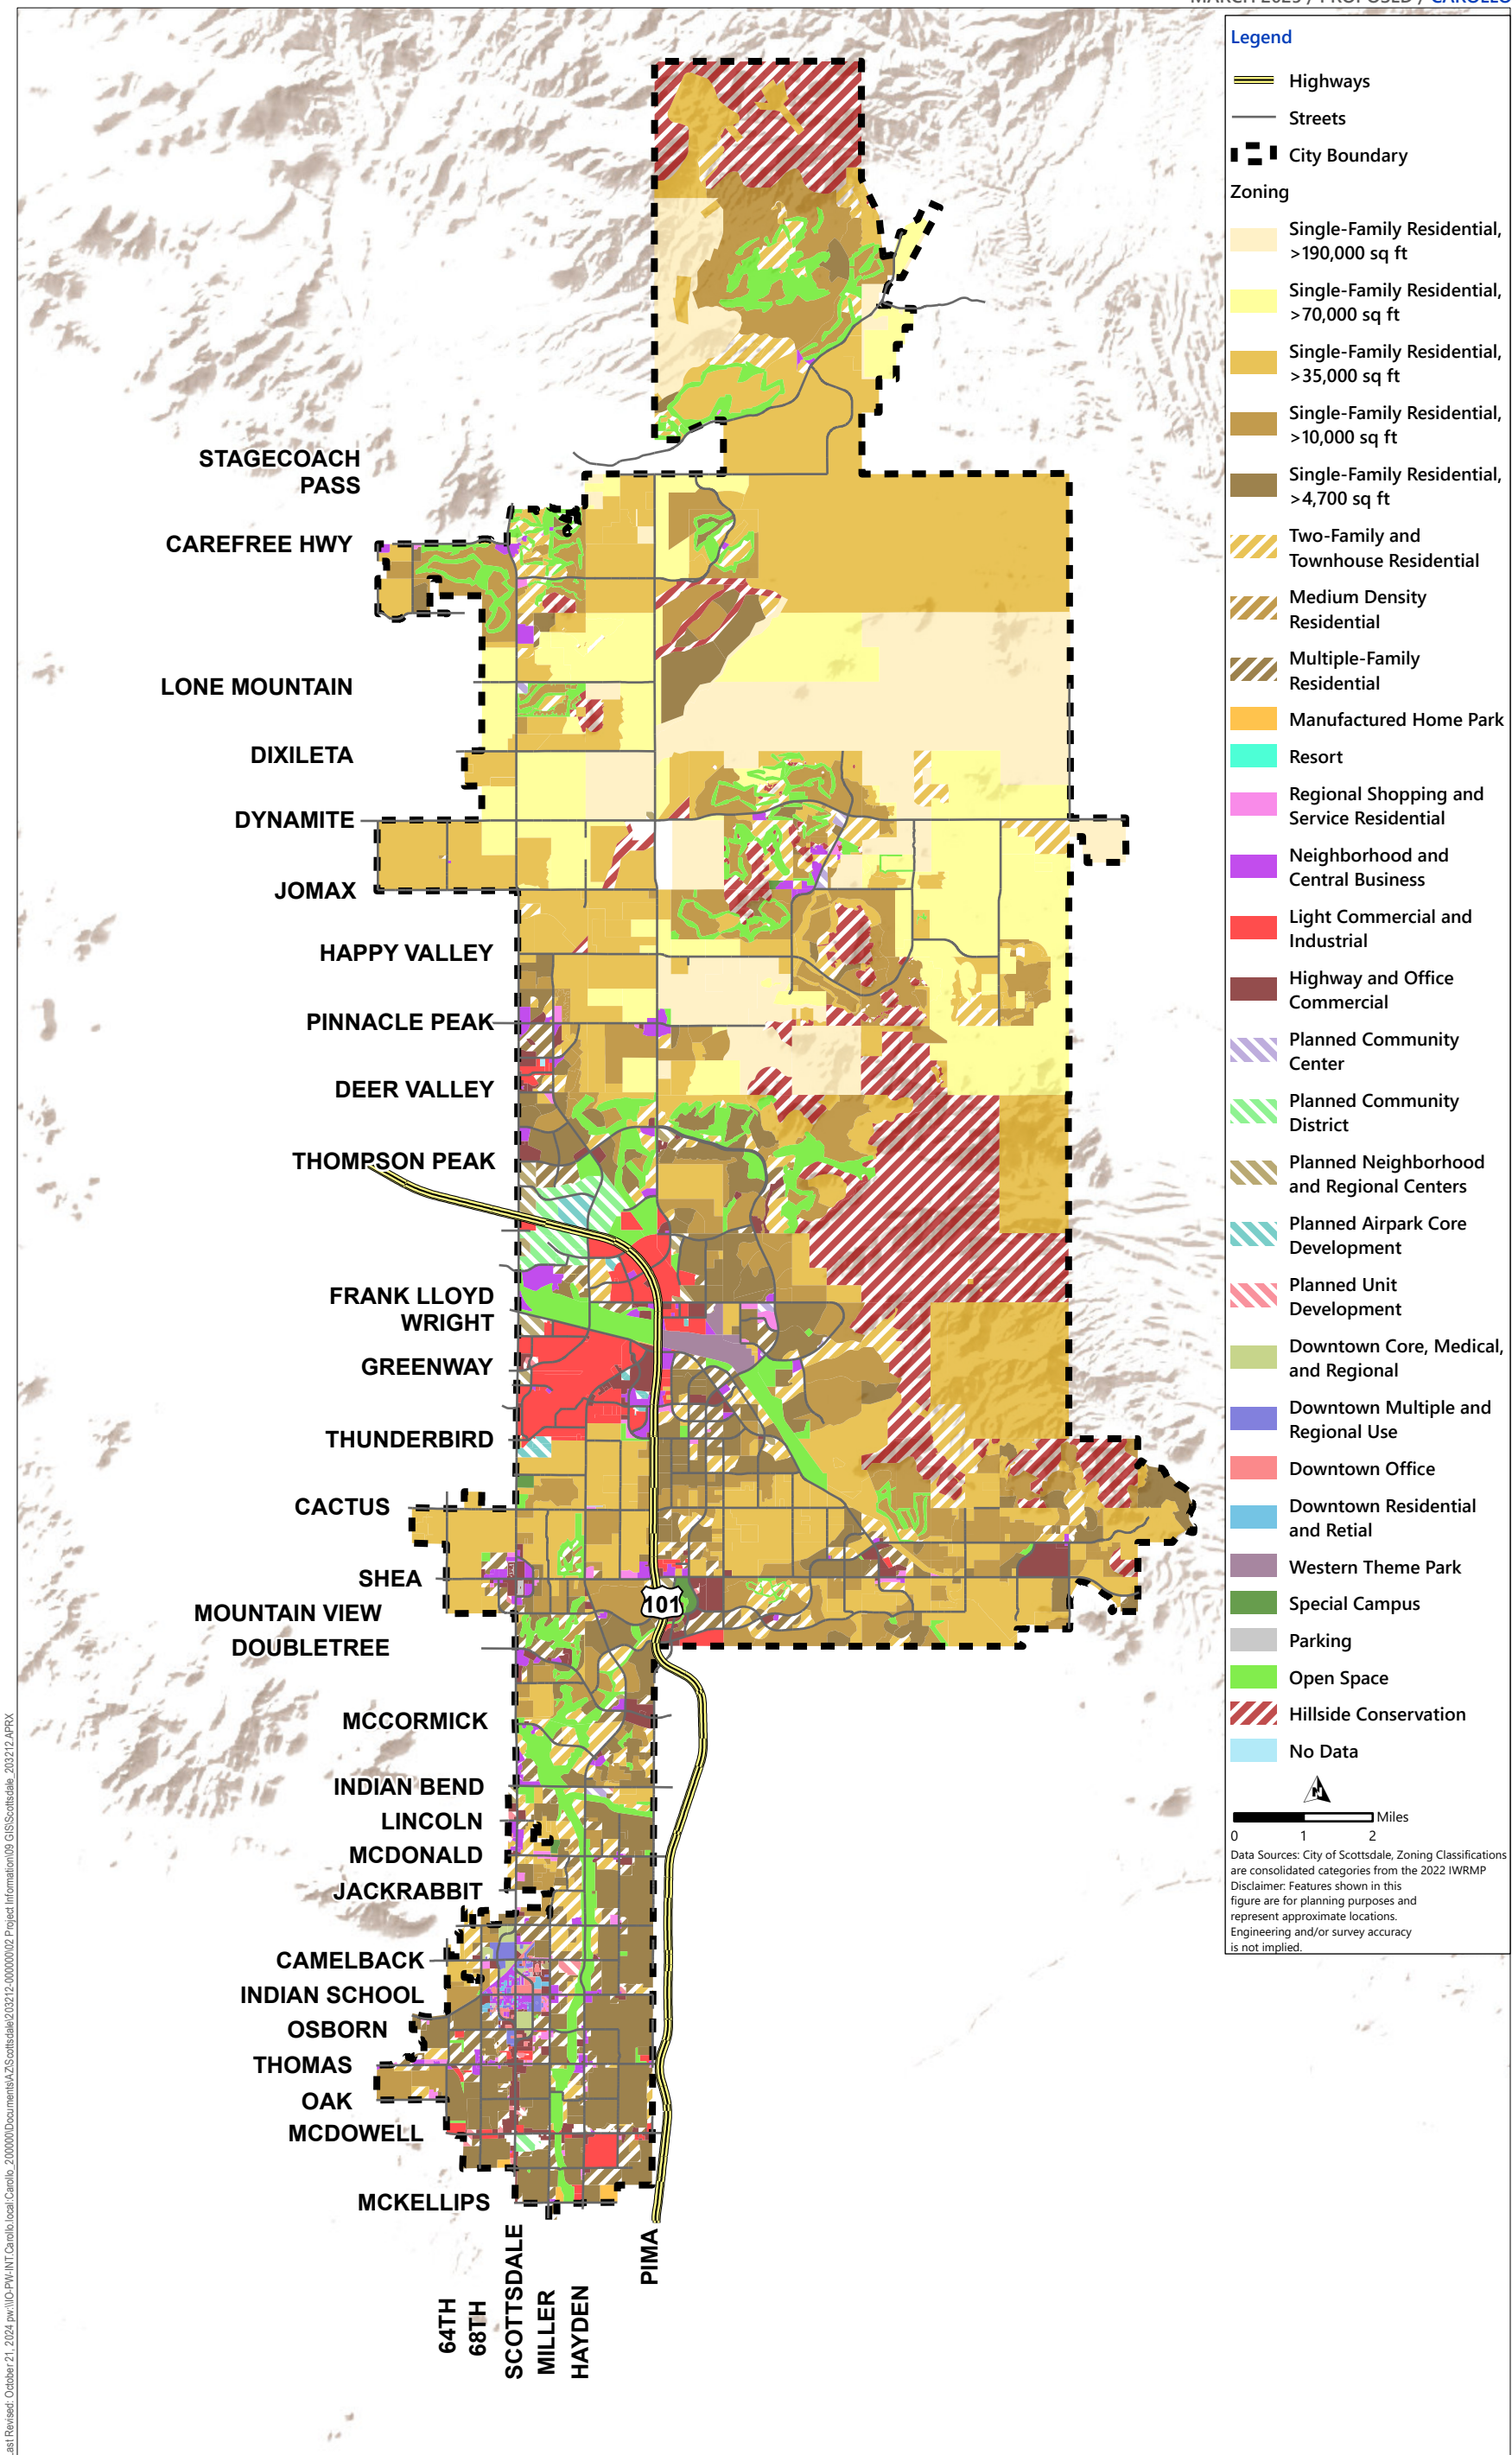 Legend
Highways
Streets
City Boundary
Zoning
Single-Family Residential,
>190,000 sq ft
Single-Family Residential,
>70,000 sq ft
Single-Family Residential,
>35,000 sq ft
Single-Family Residential,
>10,000 sq ft
Single-Family Residential,
>4,700 sq ft
Two-Family and
Townhouse Residential
Medium Density
Residential
Multiple-Family
Residential
Manufactured Home Park
Resort
Regional Shopping and
Service Residential
Neighborhood and
Central Business
Light Commercial and
Industrial
Highway and Office
Commercial
Planned Community
Center
Planned Community
District
Planned Neighborhood
and Regional Centers
Planned Airpark Core
Development
Planned Unit
Development
Downtown Core, Medical,
and Regional
Downtown Multiple and
Regional Use
Downtown Office
Downtown Residential
and Retial
Western Theme Park
Special Campus
Parking
Open Space
Hillside Conservation
No Data
Miles
0 1 2
Data Sources: City of Scottsdale, Zoning Classifications
are consolidated categories from the 2022 IWRMP
Disclaimer: Features shown in this
figure are for planning purposes and
represent approximate locations.
Engineering and/or survey accuracy
is not implied.
STAGECOACH
PASS
CAREFREE HWY
LONE MOUNTAIN
DIXILETA
DYNAMITE
JOMAX
HAPPY VALLEY
PINNACLE PEAK
DEER VALLEY
THOMPSON PEAK
FRANK LLOYD
WRIGHT
GREENWAY
THUNDERBIRD
CACTUS
SHEA
101
MOUNTAIN VIEW
DOUBLETREE
MCCORMICK
INDIAN BEND
LINCOLN
MCDONALD
JACKRABBIT
CAMELBACK
INDIAN SCHOOL
OSBORN
THOMAS
OAK
MCDOWELL
MCKELLIPS
64TH
68TH
SCOTTSDALE
MILLER
HAYDEN
PIMA